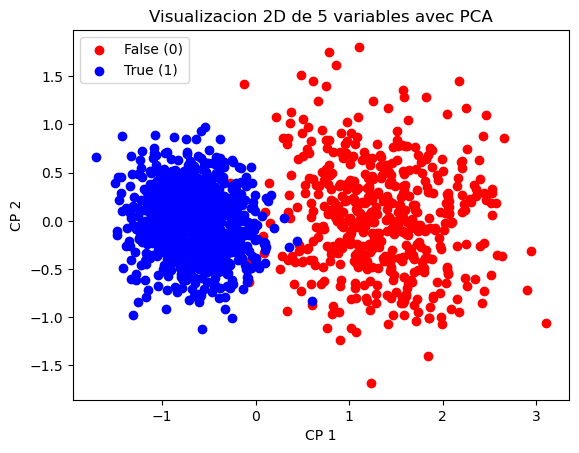 Visualizacion 2D de 5 variables avec PCA
False (0)
True (1)
1.5
1.0
0.5
0.0
−0.5
−1.0
−1.5
CP 2
−1 0 1 2 3
CP 1